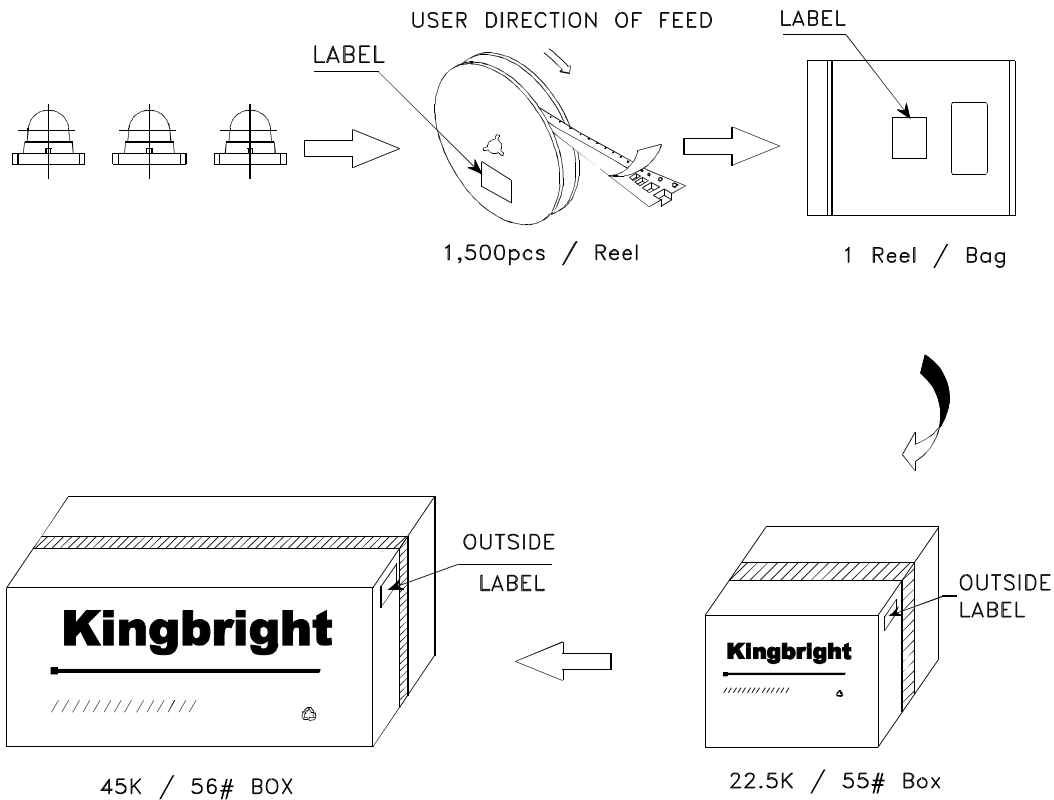 USER DIRECTION OF FEED
LABEL
LABEL
1,500pcs / Reel
1 Reel / Bag
OUTSIDE
LABEL
Kingbright
45K / 56# BOX
OUTSIDE
LABEL
Kingbright
22.5K / 55# Box